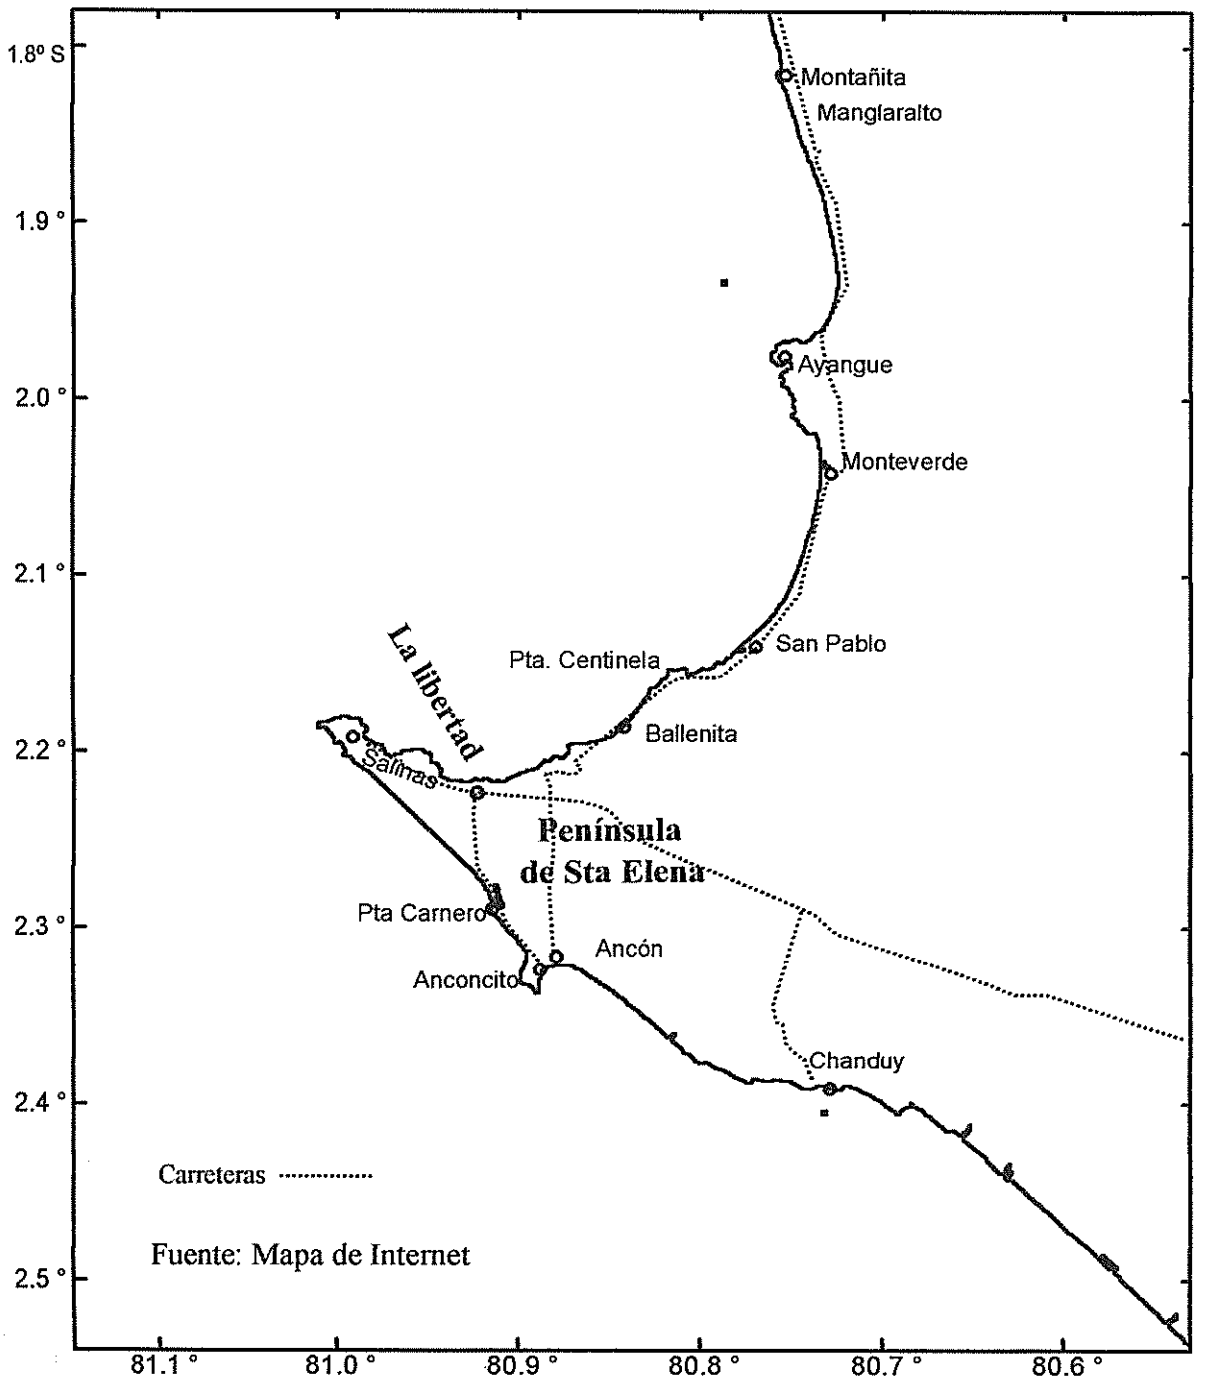 1.8° S
Montañita
Manglaralto
1.9 °
Ayangue
2.0 °
Monteverde
2.1 °
San Pablo
Pta. Centinela
La libertad
Ballenita
2.2 °
Salinas
Península
de Sta Elena
Pta Carnero
2.3 °
Ancón
Anconcito
Chanduy
2.4 °
Carreteras
Fuente: Mapa de Internet
2.5 °
81.1 ° 81.0 ° 80.9 ° 80.8 ° 80.7 ° 80.6 °